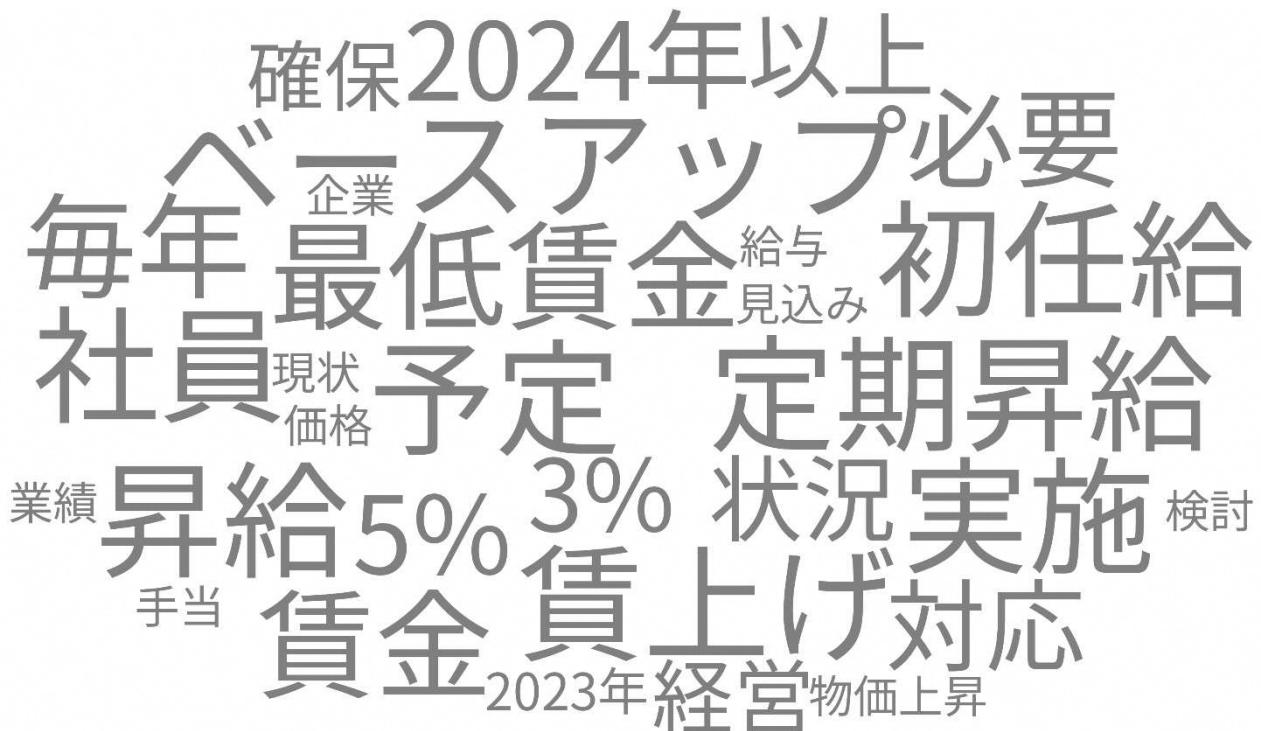 確保
2024年以上
ベースアップ
必要
企業
毎年
最低賃金
給与
見込み
初任給
社員
現状
価格
予定
定期昇給
業績
昇給
5%
3%
状況
実施
検討
手当
賃金
賃上げ
対応
2023年
経営
物価上昇